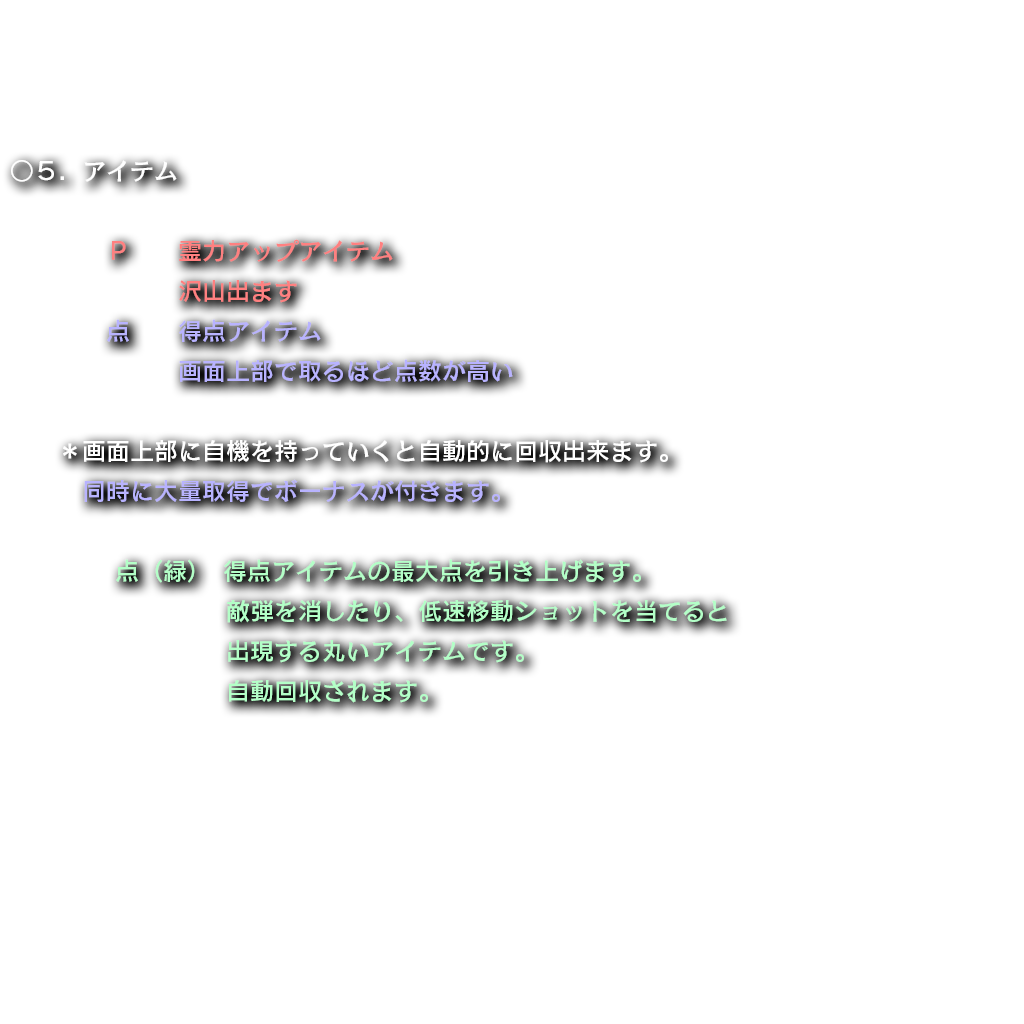 ○５．アイテム
Ｐ　　霊力アップアイテム
沢山出ます
点　　得点アイテム
画面上部で取るほど点数が高い
＊画面上部に自機を持っていくと自動的に回収出来ます。
同時に大量取得でボーナスが付きます。
点（緑）　得点アイテムの最大点を引き上げます。
敵弾を消したり、低速移動ショットを当てると
出現する丸いアイテムです。
自動回収されます。